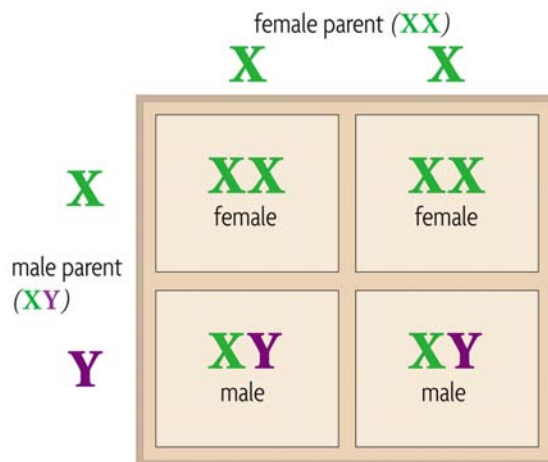 female parent (XX)
X X
X
XX XX
female female
male parent
(XY)
Y
XY XY
male male